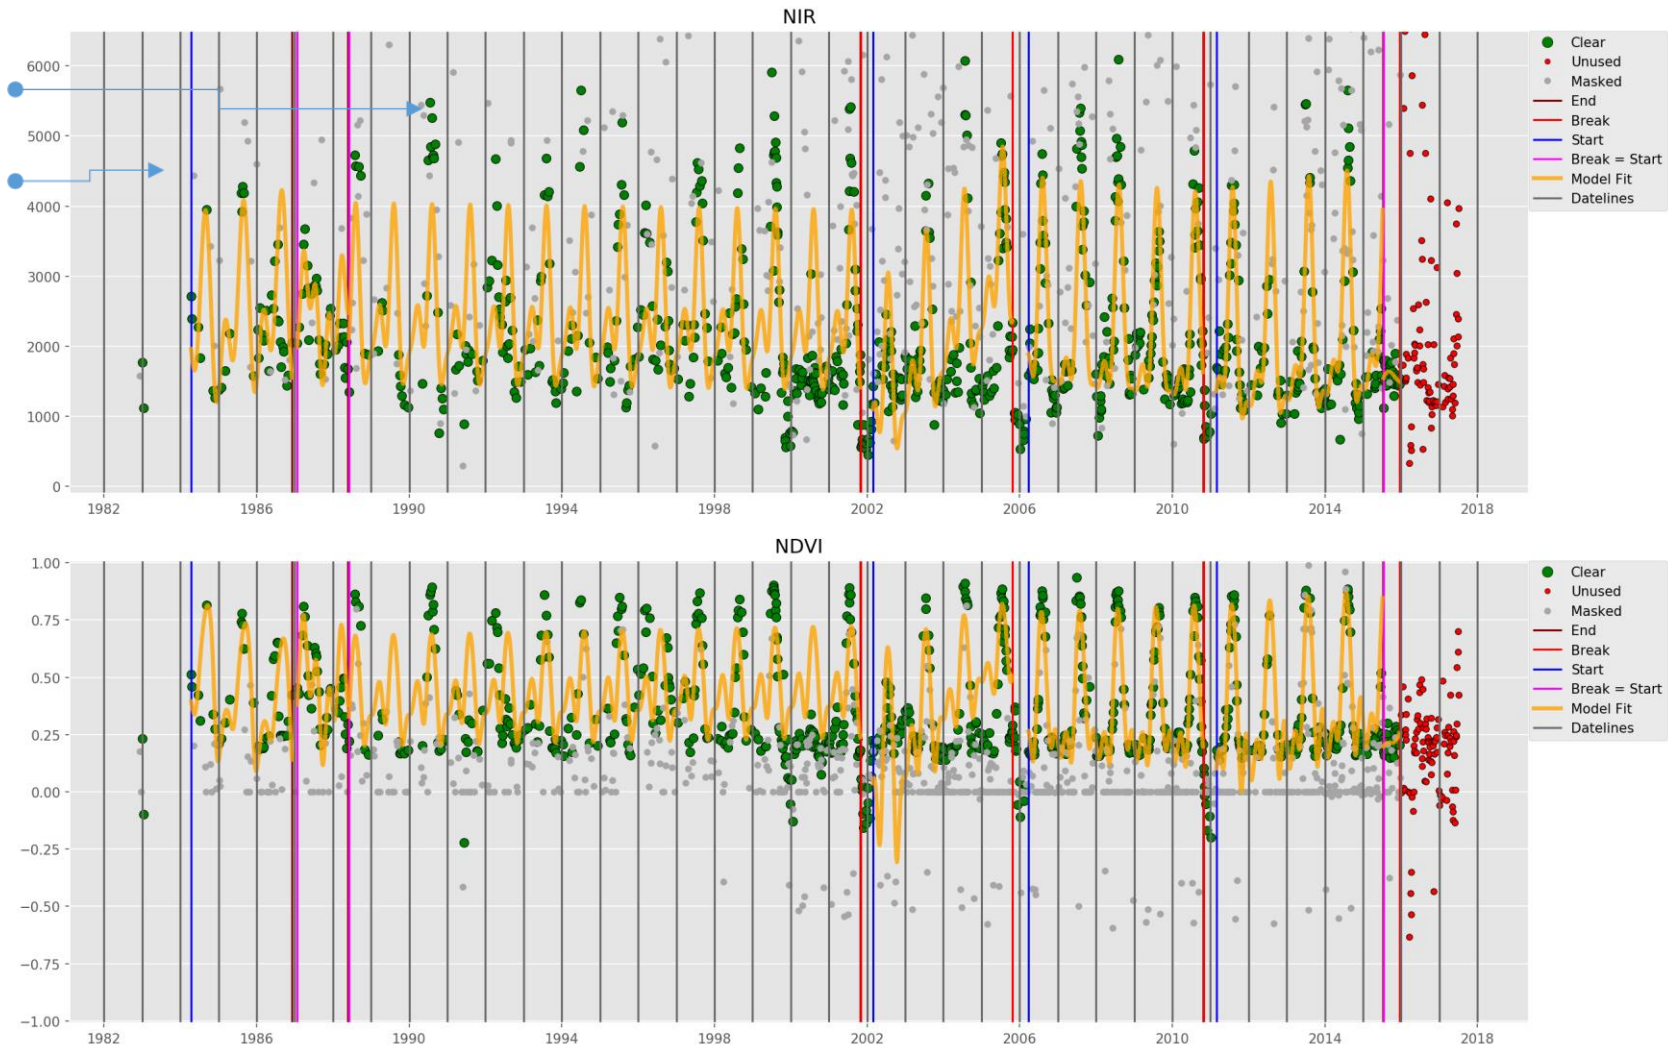 NIR
6000
5000
4000
3000
2000
1000
0
1982 1986 1990 1994 1998 2002 2006 2010 2014 2018
Clear
Unused
Masked
End
Break
Start
Break = Start
Model Fit
Datelines
NDVI
1.00
0.75
0.50
0.25
0.00
−0.25
−0.50
−0.75
−1.00
1982 1986 1990 1994 1998 2002 2006 2010 2014 2018
Clear
Unused
Masked
End
Break
Start
Break = Start
Model Fit
Datelines